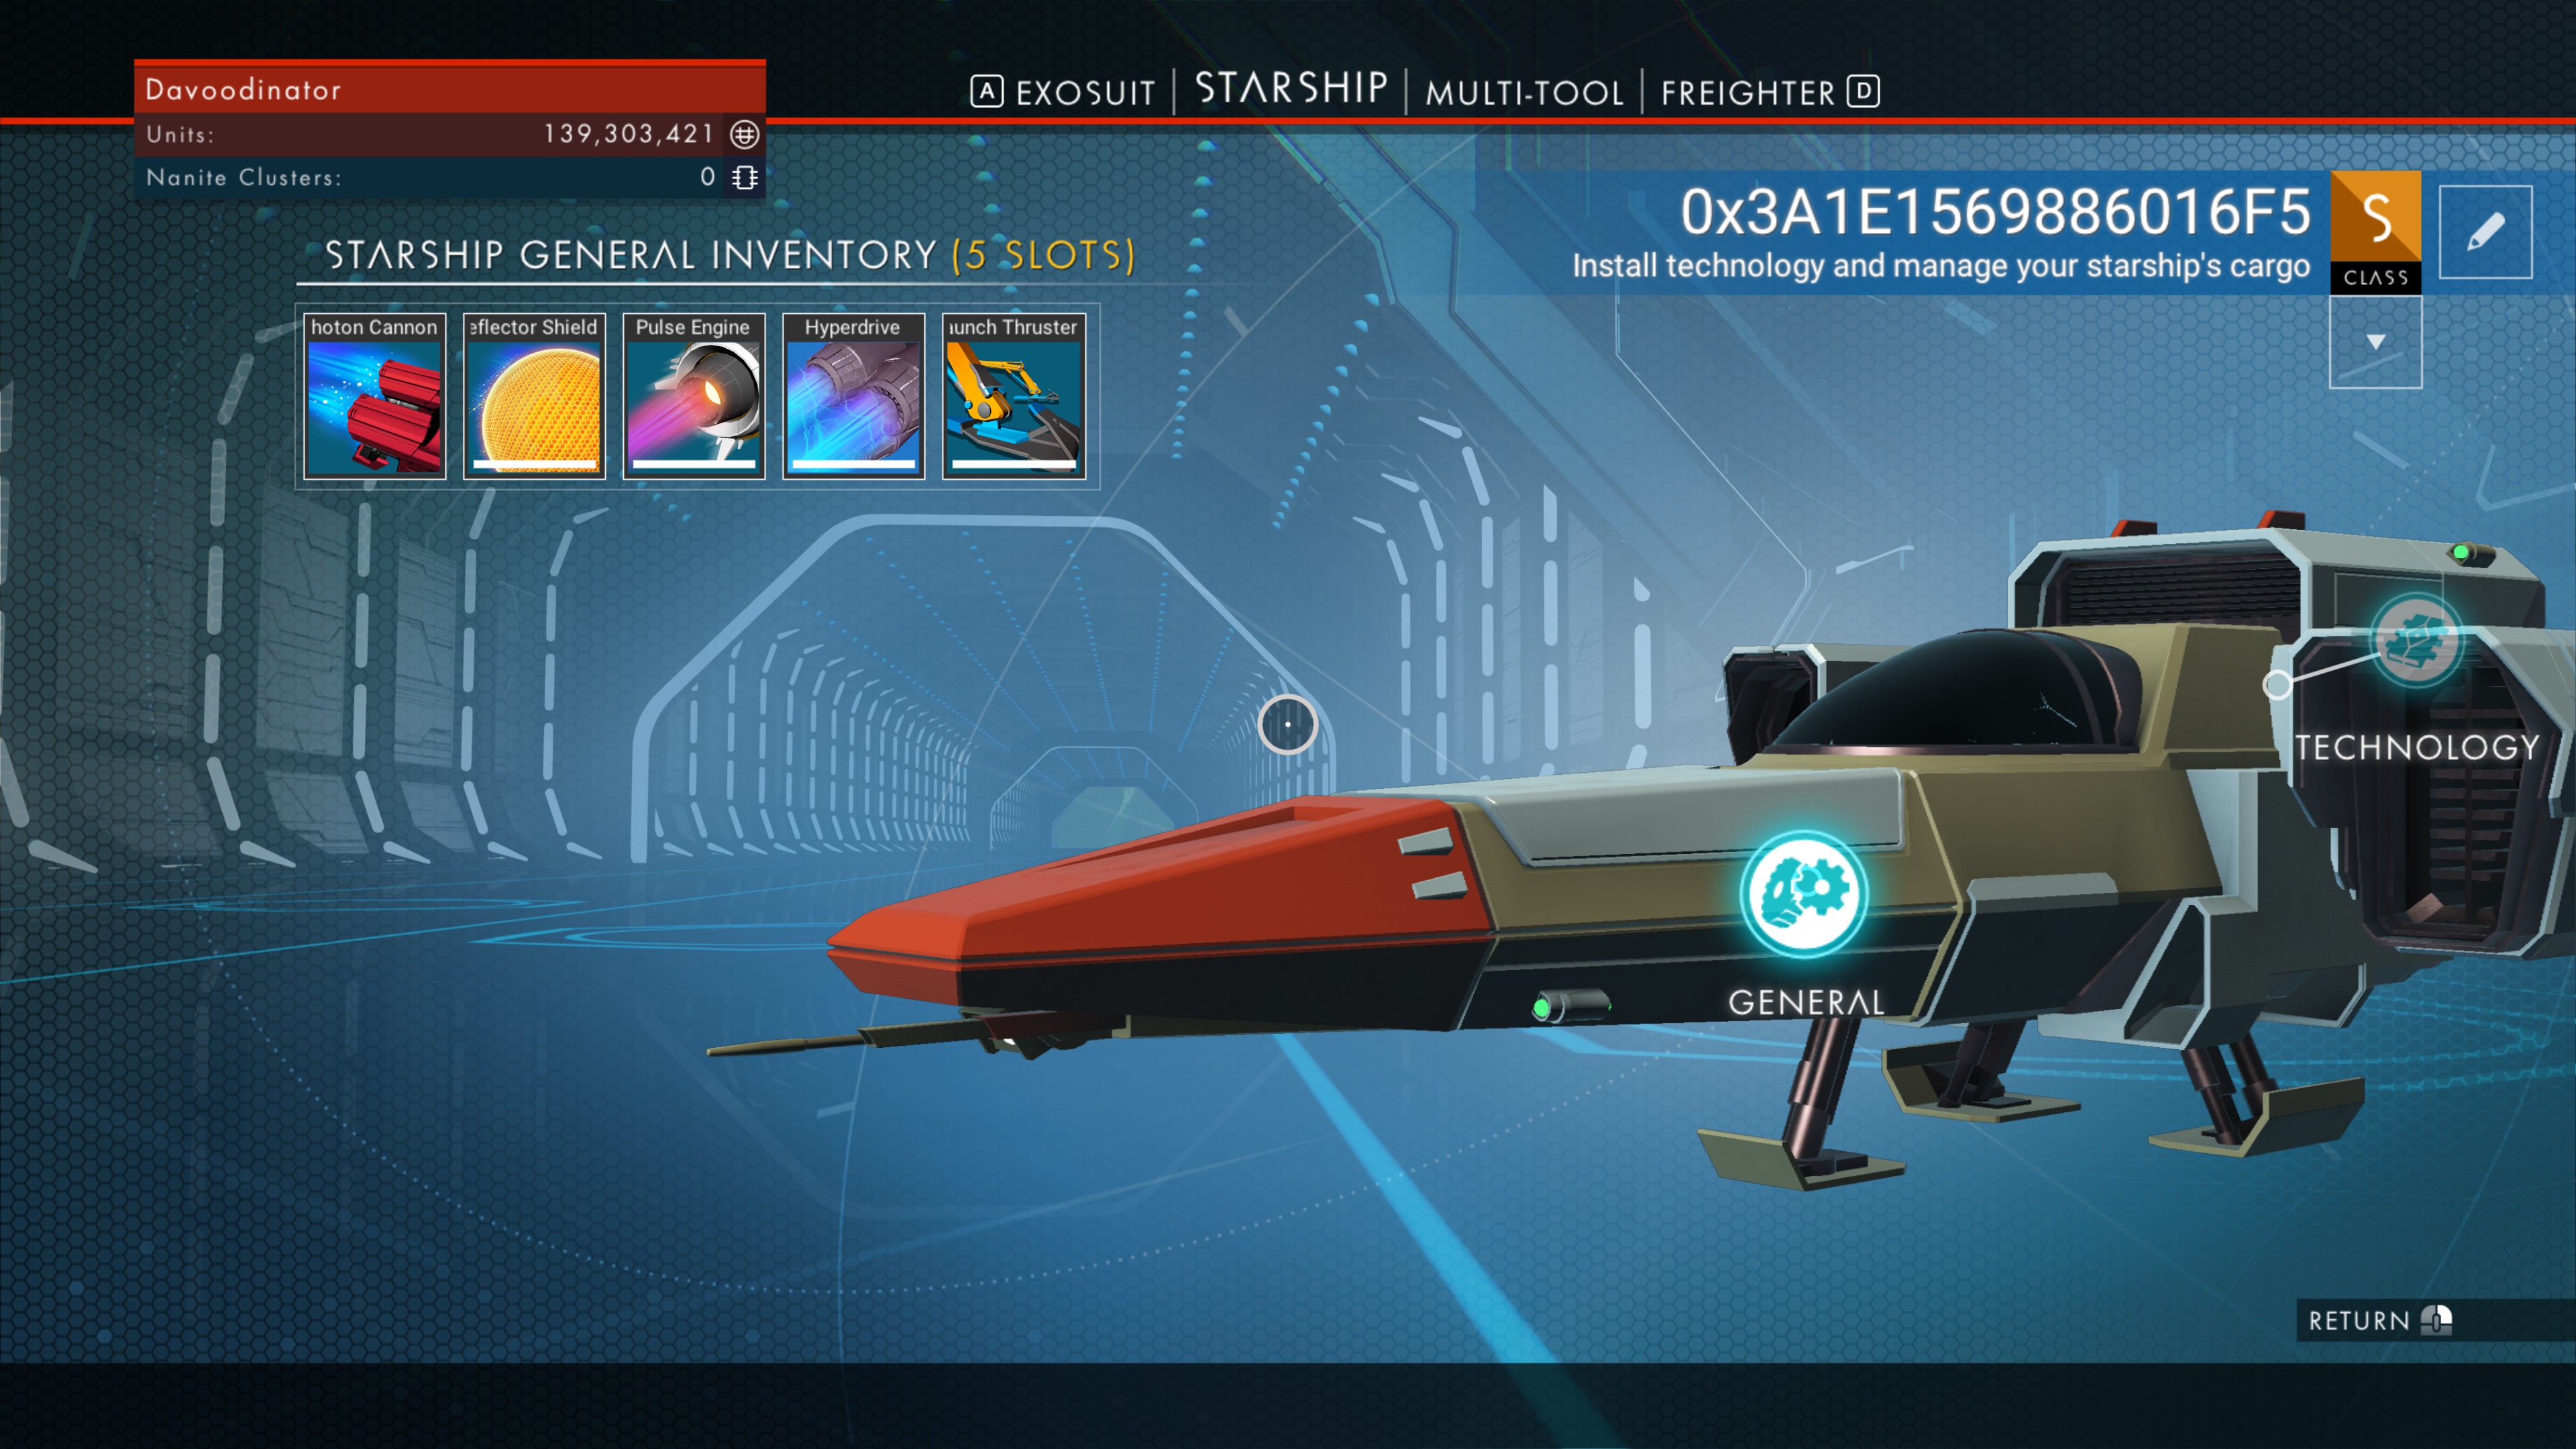 Davoodinator
Units: 139,303,421
Nanite Clusters: 0
A EXOSUIT STARSHIP MULTI-TOOL FREIGHTER D
0x3A1E1569886016F5
Install technology and manage your starship's cargo
S
CLASS
STARSHIP GENERAL INVENTORY (5 SLOTS)
hoton Cannon eflector Shield Pulse Engine Hyperdrive aunch Thruster
TECHNOLOGY
GENERAL
RETURN